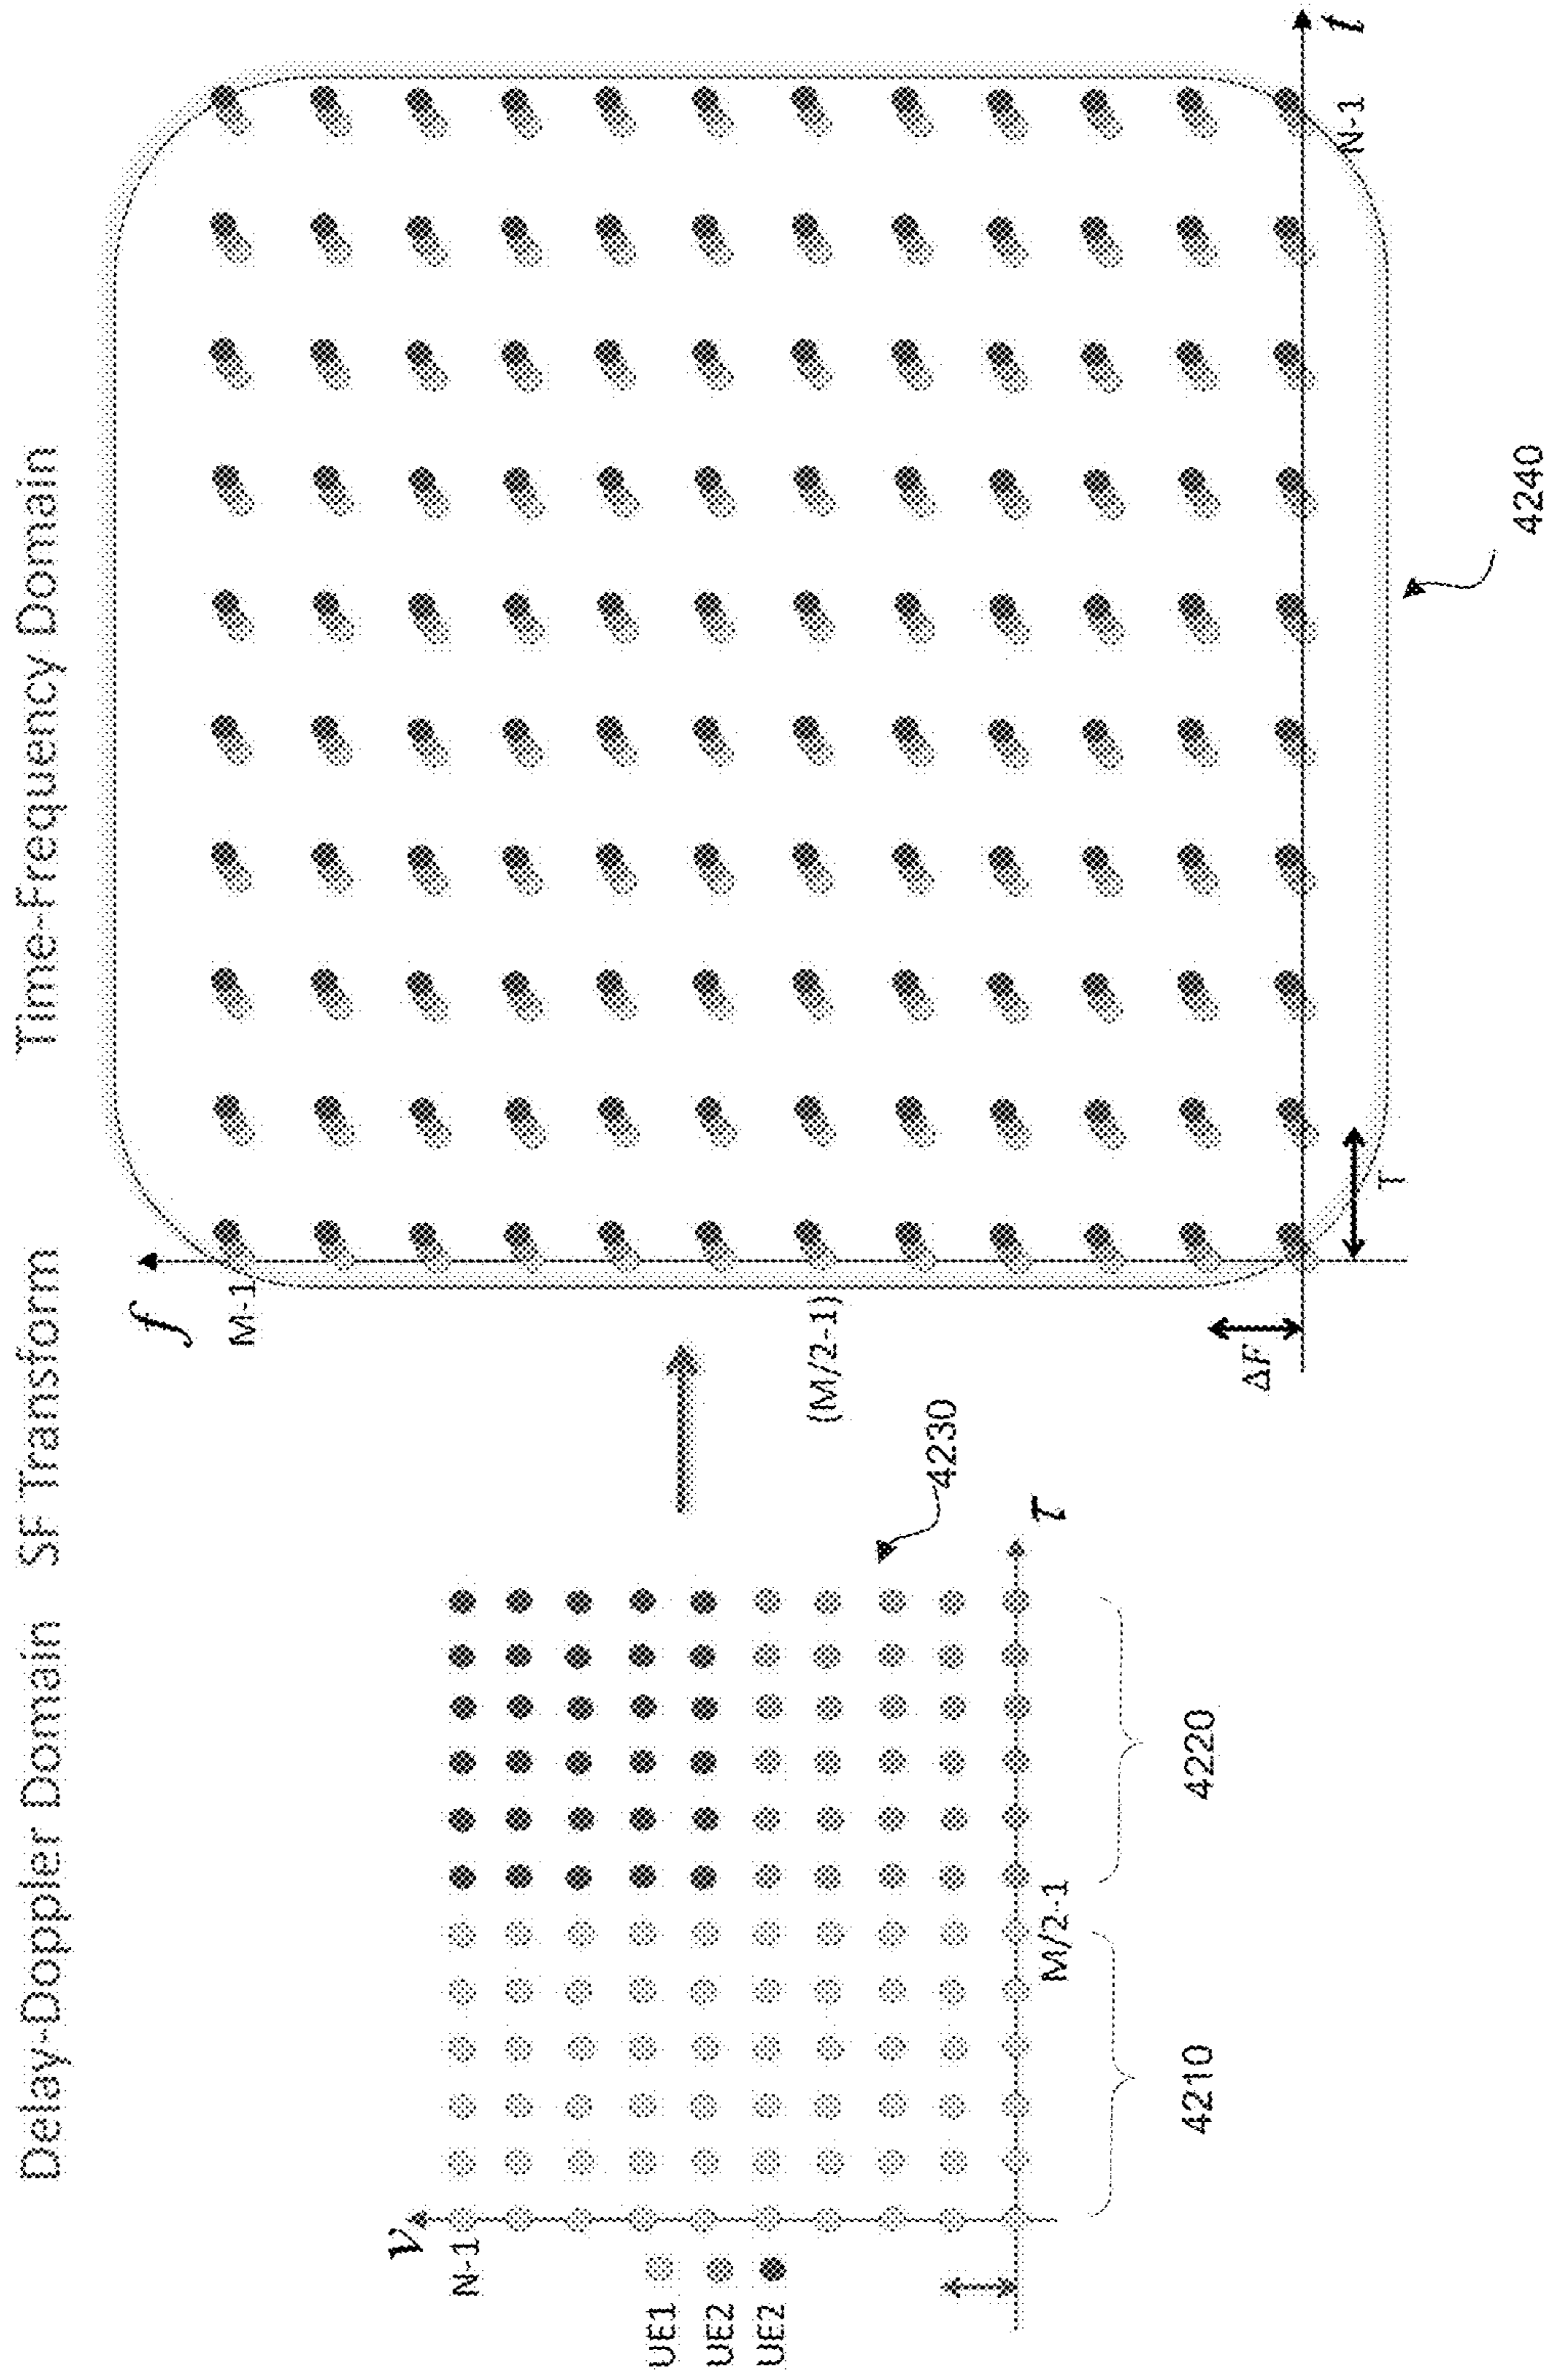 Delay-Doppler Domain
SF Transform
Time-Frequency Domain
ν
N-1
UE1
UE2
UE2
τ
M/2-1
4210
4220
4230
f
M-1
(M/2-1)
ΔF
T
N-1
t
4240